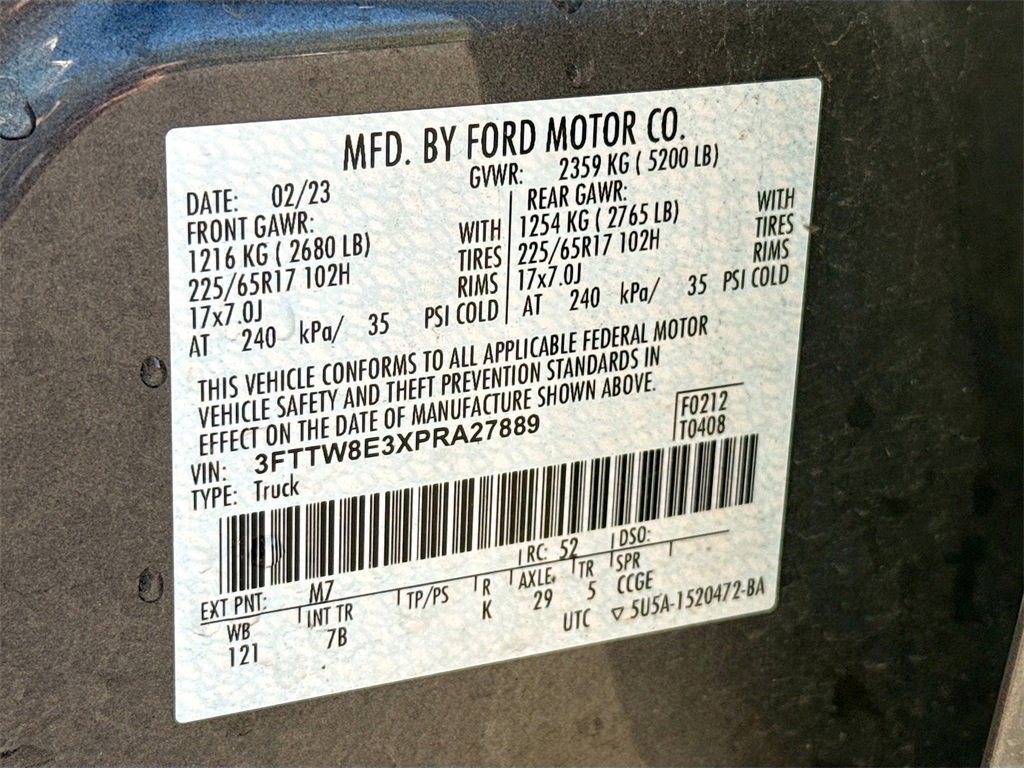 MFD. BY FORD MOTOR CO.
DATE: 02/23 GVWR: 2359 KG ( 5200 LB)
FRONT GAWR: REAR GAWR:
1216 KG ( 2680 LB) WITH 1254 KG ( 2765 LB) WITH
225/65R17 102H TIRES 225/65R17 102H TIRES
17x7.0J RIMS 17x7.0J RIMS
AT 240 kPa/ 35 PSI COLD AT 240 kPa/ 35 PSI COLD
THIS VEHICLE CONFORMS TO ALL APPLICABLE FEDERAL MOTOR
VEHICLE SAFETY AND THEFT PREVENTION STANDARDS IN
EFFECT ON THE DATE OF MANUFACTURE SHOWN ABOVE.
VIN: 3FTTW8E3XPRA27889 F0212
TYPE: Truck T0408
EXT PNT: M7 RC: 52 DSO:
WB INT TR TP/PS R AXLE TR SPR
121 7B K 29 5 CCGE
UTC ▽ 5U5A-1520472-BA